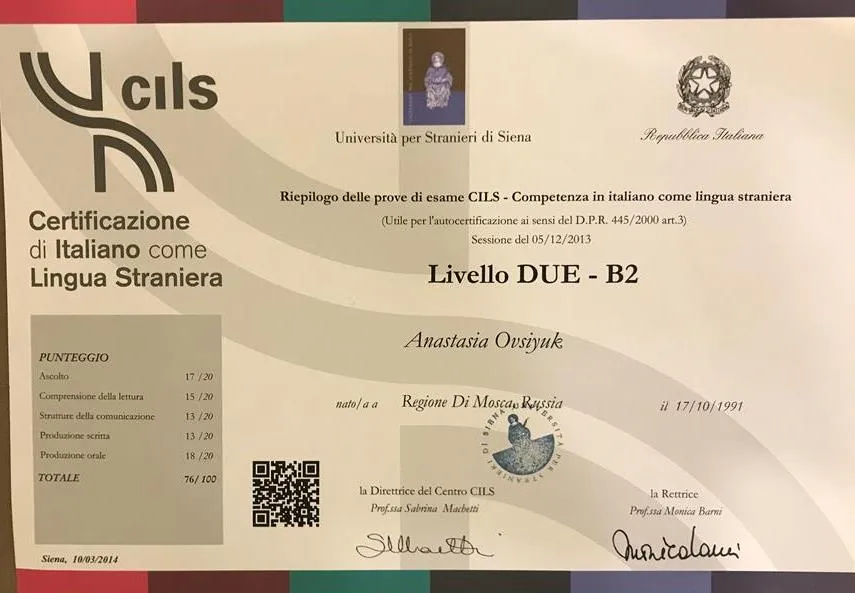 cils
Certificazione
di Italiano come
Lingua Straniera
Università per Stranieri di Siena
Repubblica Italiana
Riepilogo delle prove di esame CILS - Competenza in italiano come lingua straniera
(Utile per l'autocertificazione ai sensi del D.P.R. 445/2000 art.3)
Sessione del 05/12/2013
Livello DUE - B2
Anastasia Ovsiyuk
nato/a a Regione Di Mosca, Russia il 17/10/1991
PUNTEGGIO
Ascolto 17 /20
Comprensione della lettura 15 /20
Strutture della comunicazione 13 /20
Produzione scritta 13 /20
Produzione orale 18 /20
TOTALE 76/100
la Direttrice del Centro CILS
Prof.ssa Sabrina Machetti
la Rettrice
Prof.ssa Monica Barni
Siena, 10/03/2014